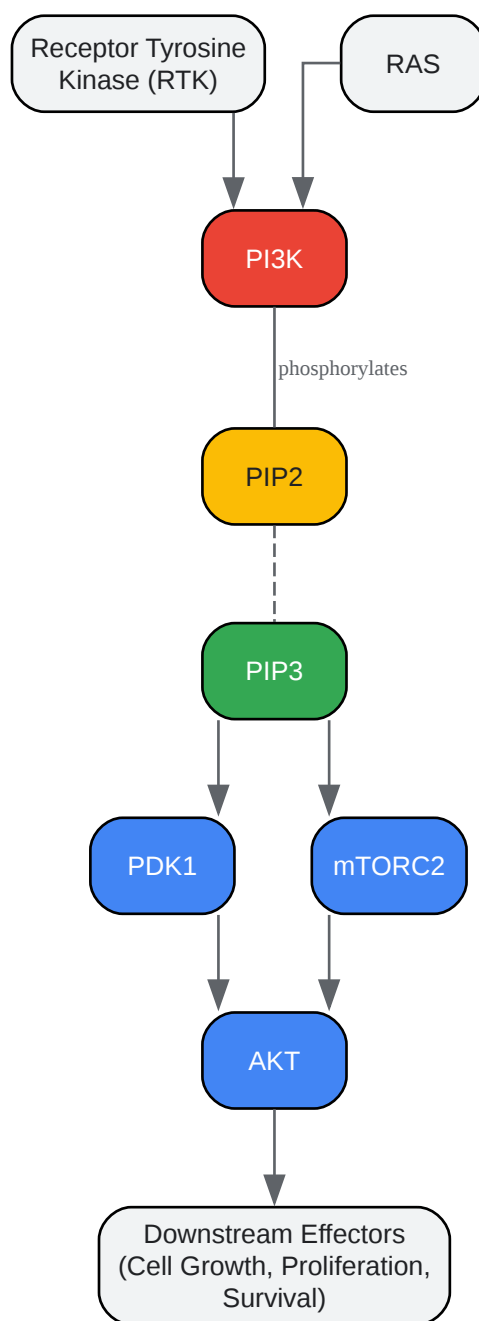 Receptor Tyrosine
Kinase (RTK)
RAS
PI3K
phosphorylates
PIP2
PIP3
PDK1
mTORC2
AKT
Downstream Effectors
(Cell Growth, Proliferation,
Survival)